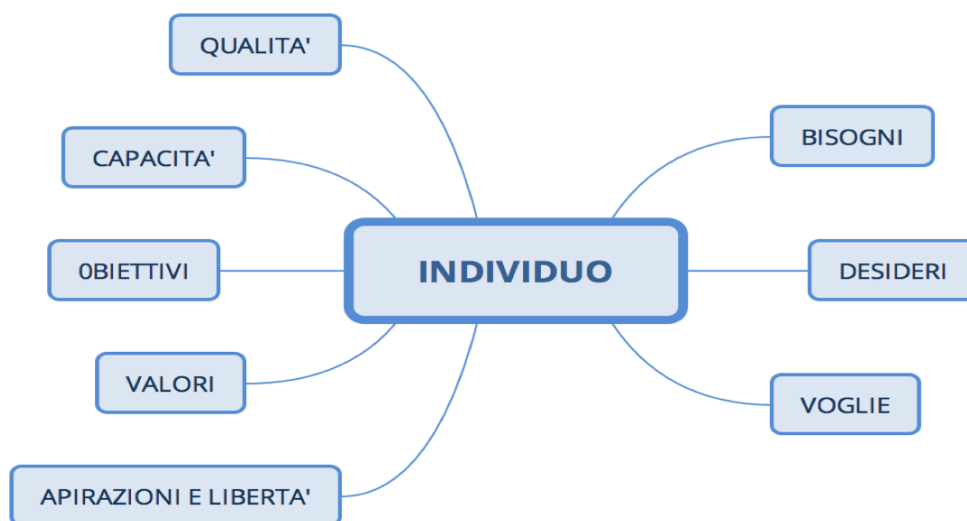 QUALITA'
CAPACITA'
0BIETTIVI
VALORI
APIRAZIONI E LIBERTA'
INDIVIDUO
BISOGNI
DESIDERI
VOGLIE